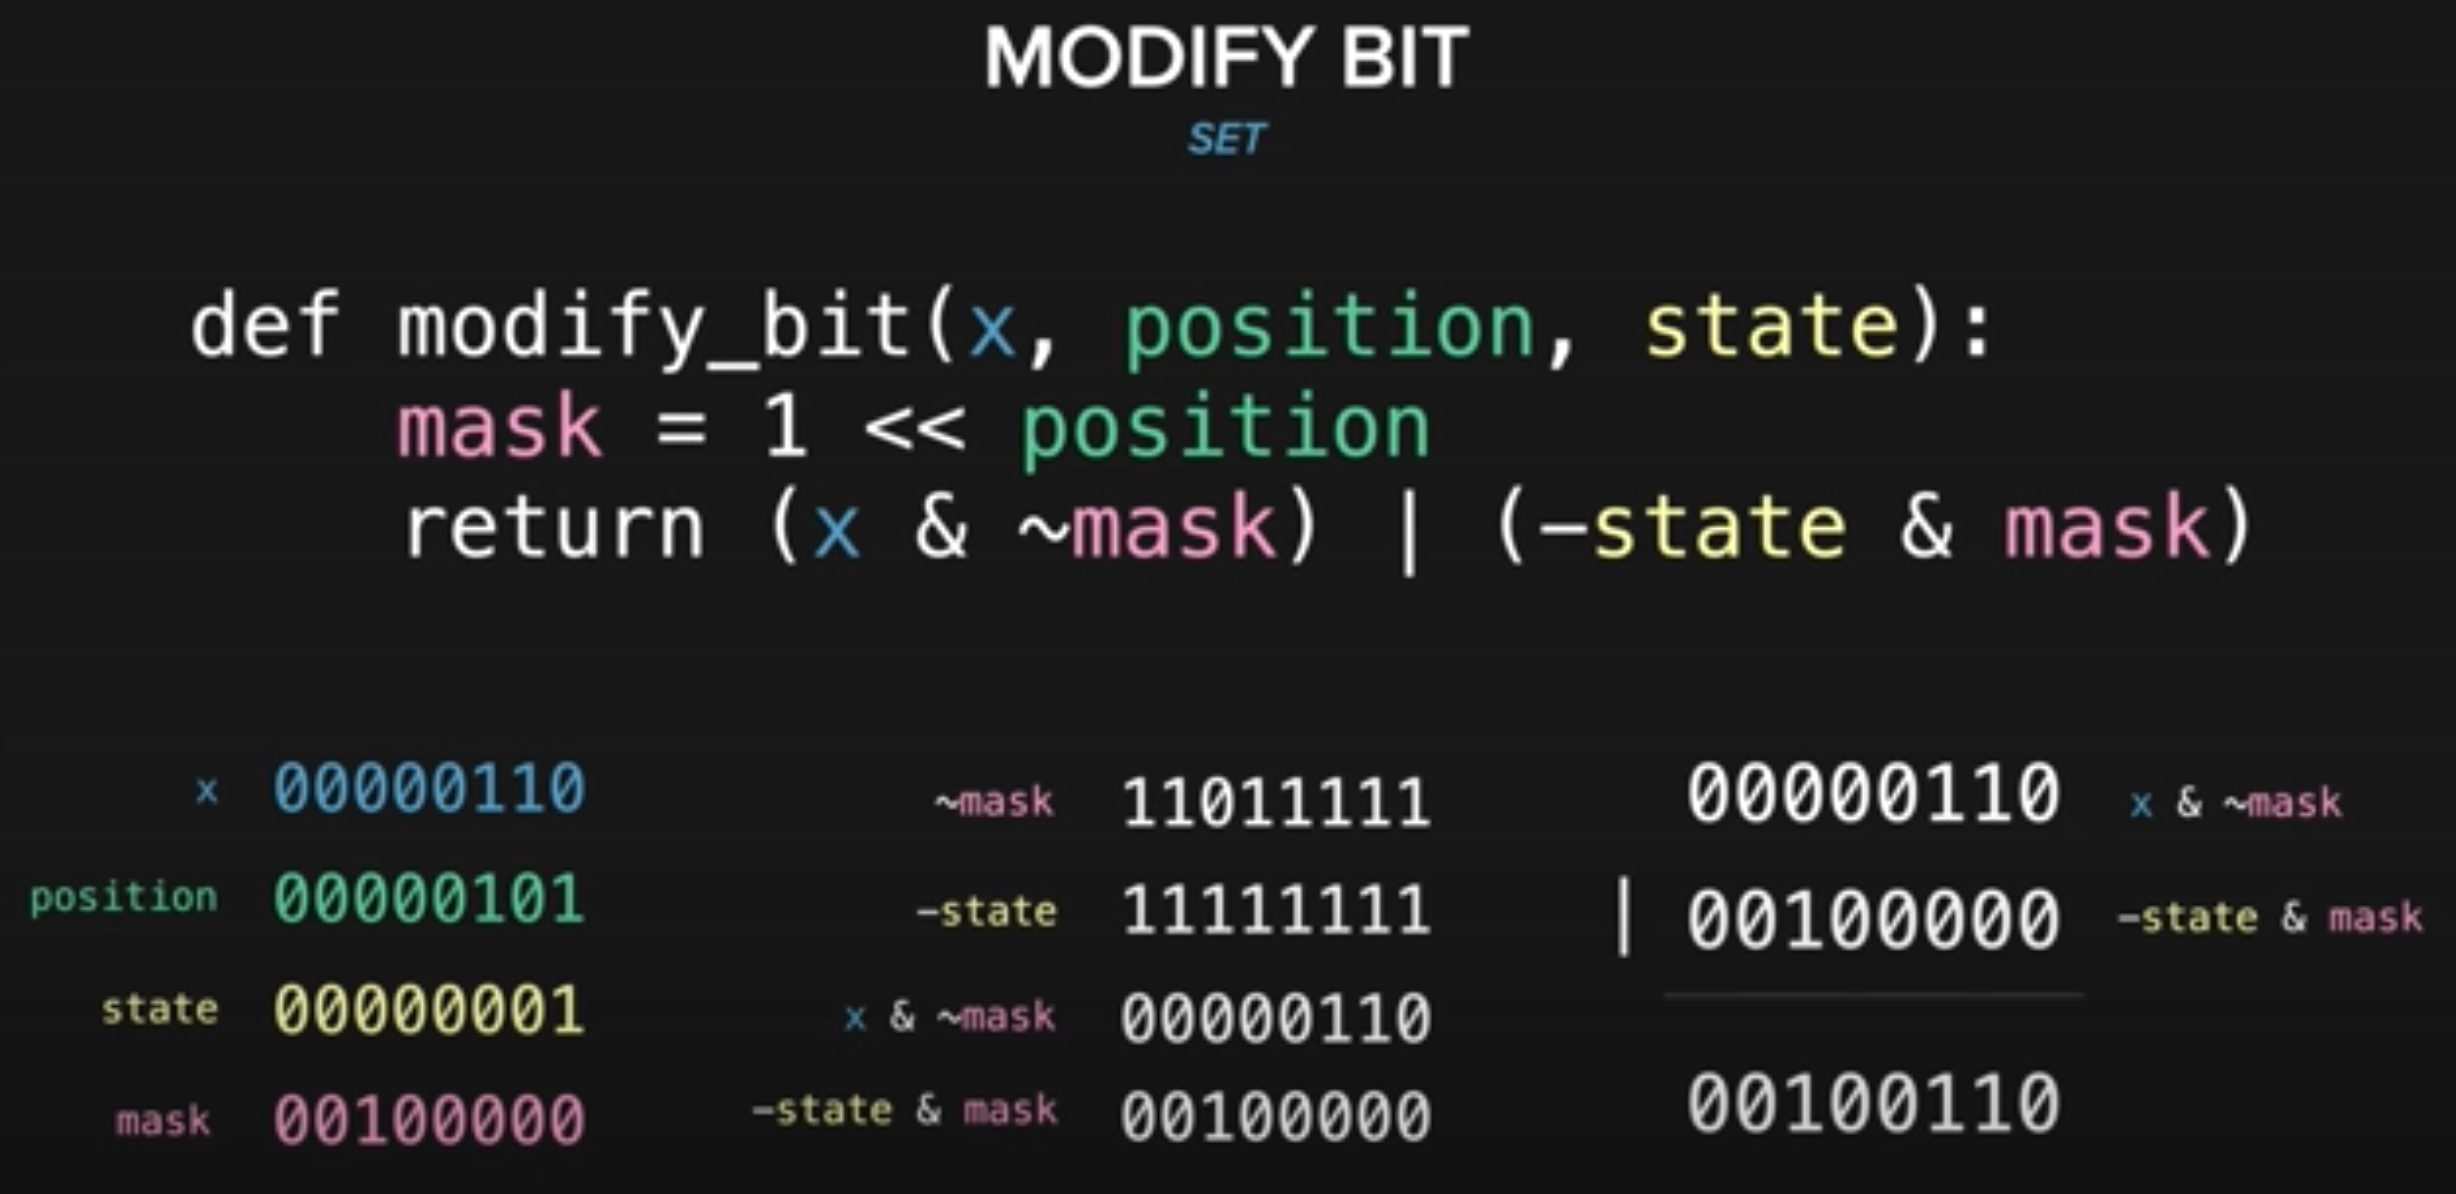 MODIFY BIT
SET
def modify_bit(x, position, state):
    mask = 1 << position
    return (x & ~mask) | (-state & mask)
x 00000110
position 00000101
state 00000001
mask 00100000
~mask 11011111
-state 11111111
x & ~mask 00000110
-state & mask 00100000
00000110 x & ~mask
| 00100000 -state & mask
00100110